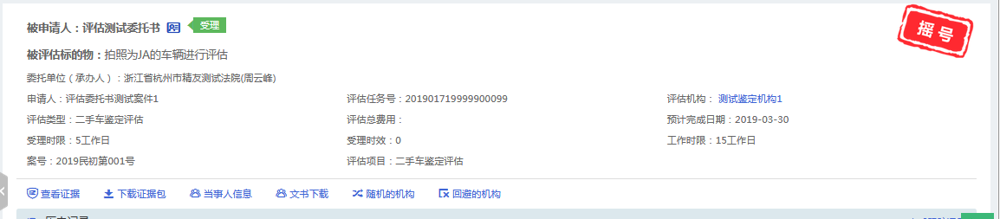 被申请人：评估测试委托书 受理
摇号
被评估标的物：拍照为JA的车辆进行评估
委托单位（承办人）：浙江省杭州市精友测试法院(周云峰)
申请人：评估委托书测试案件1 评估任务号：201901719999900099 评估机构： 测试鉴定机构1
评估类型：二手车鉴定评估 评估总费用： 预计完成日期：2019-03-30
受理时限：5工作日 受理时效：0 工作时限：15工作日
案号：2019民初第001号 评估项目：二手车鉴定评估
查看证据 下载证据包 当事人信息 文书下载 随机的机构 回避的机构